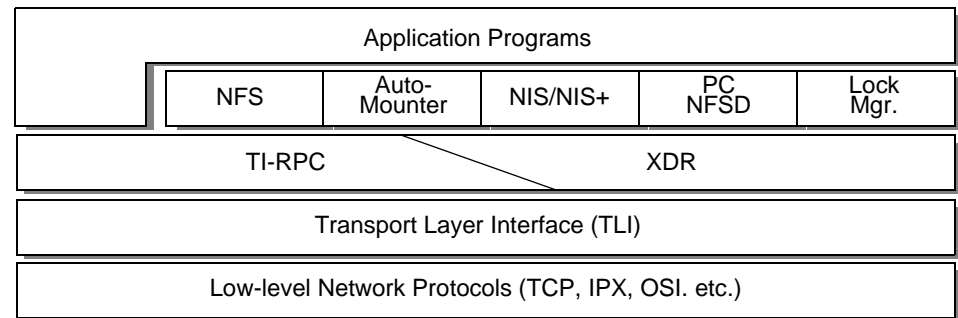 Application Programs
NFS
Auto-
Mounter
NIS/NIS+
PC
NFSD
Lock
Mgr.
TI-RPC
XDR
Transport Layer Interface (TLI)
Low-level Network Protocols (TCP, IPX, OSI. etc.)